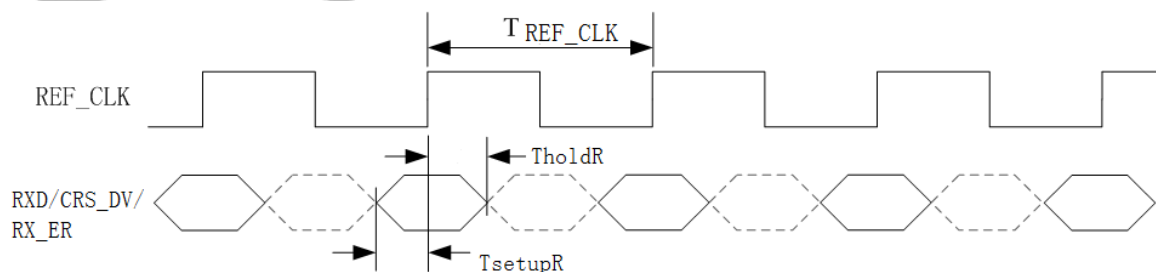 T REF_CLK
REF_CLK
TholdR
RXD/CRS_DV/
RX_ER
TsetupR